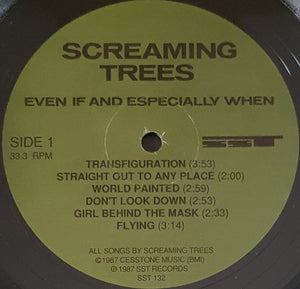 SCREAMING
TREES
EVEN IF AND ESPECIALLY WHEN
SIDE 1
33.3 RPM
SST
TRANSFIGURATION (3:53)
STRAIGHT OUT TO ANY PLACE (2:00)
WORLD PAINTED (2:59)
DON'T LOOK DOWN (3:53)
GIRL BEHIND THE MASK (2:33)
FLYING (3:14)
ALL SONGS BY SCREAMING TREES
©1987 CESSTONE MUSIC (BMI)
℗1987 SST RECORDS
SST 132